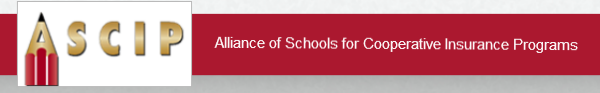 ASCIP
Alliance of Schools for Cooperative Insurance Programs